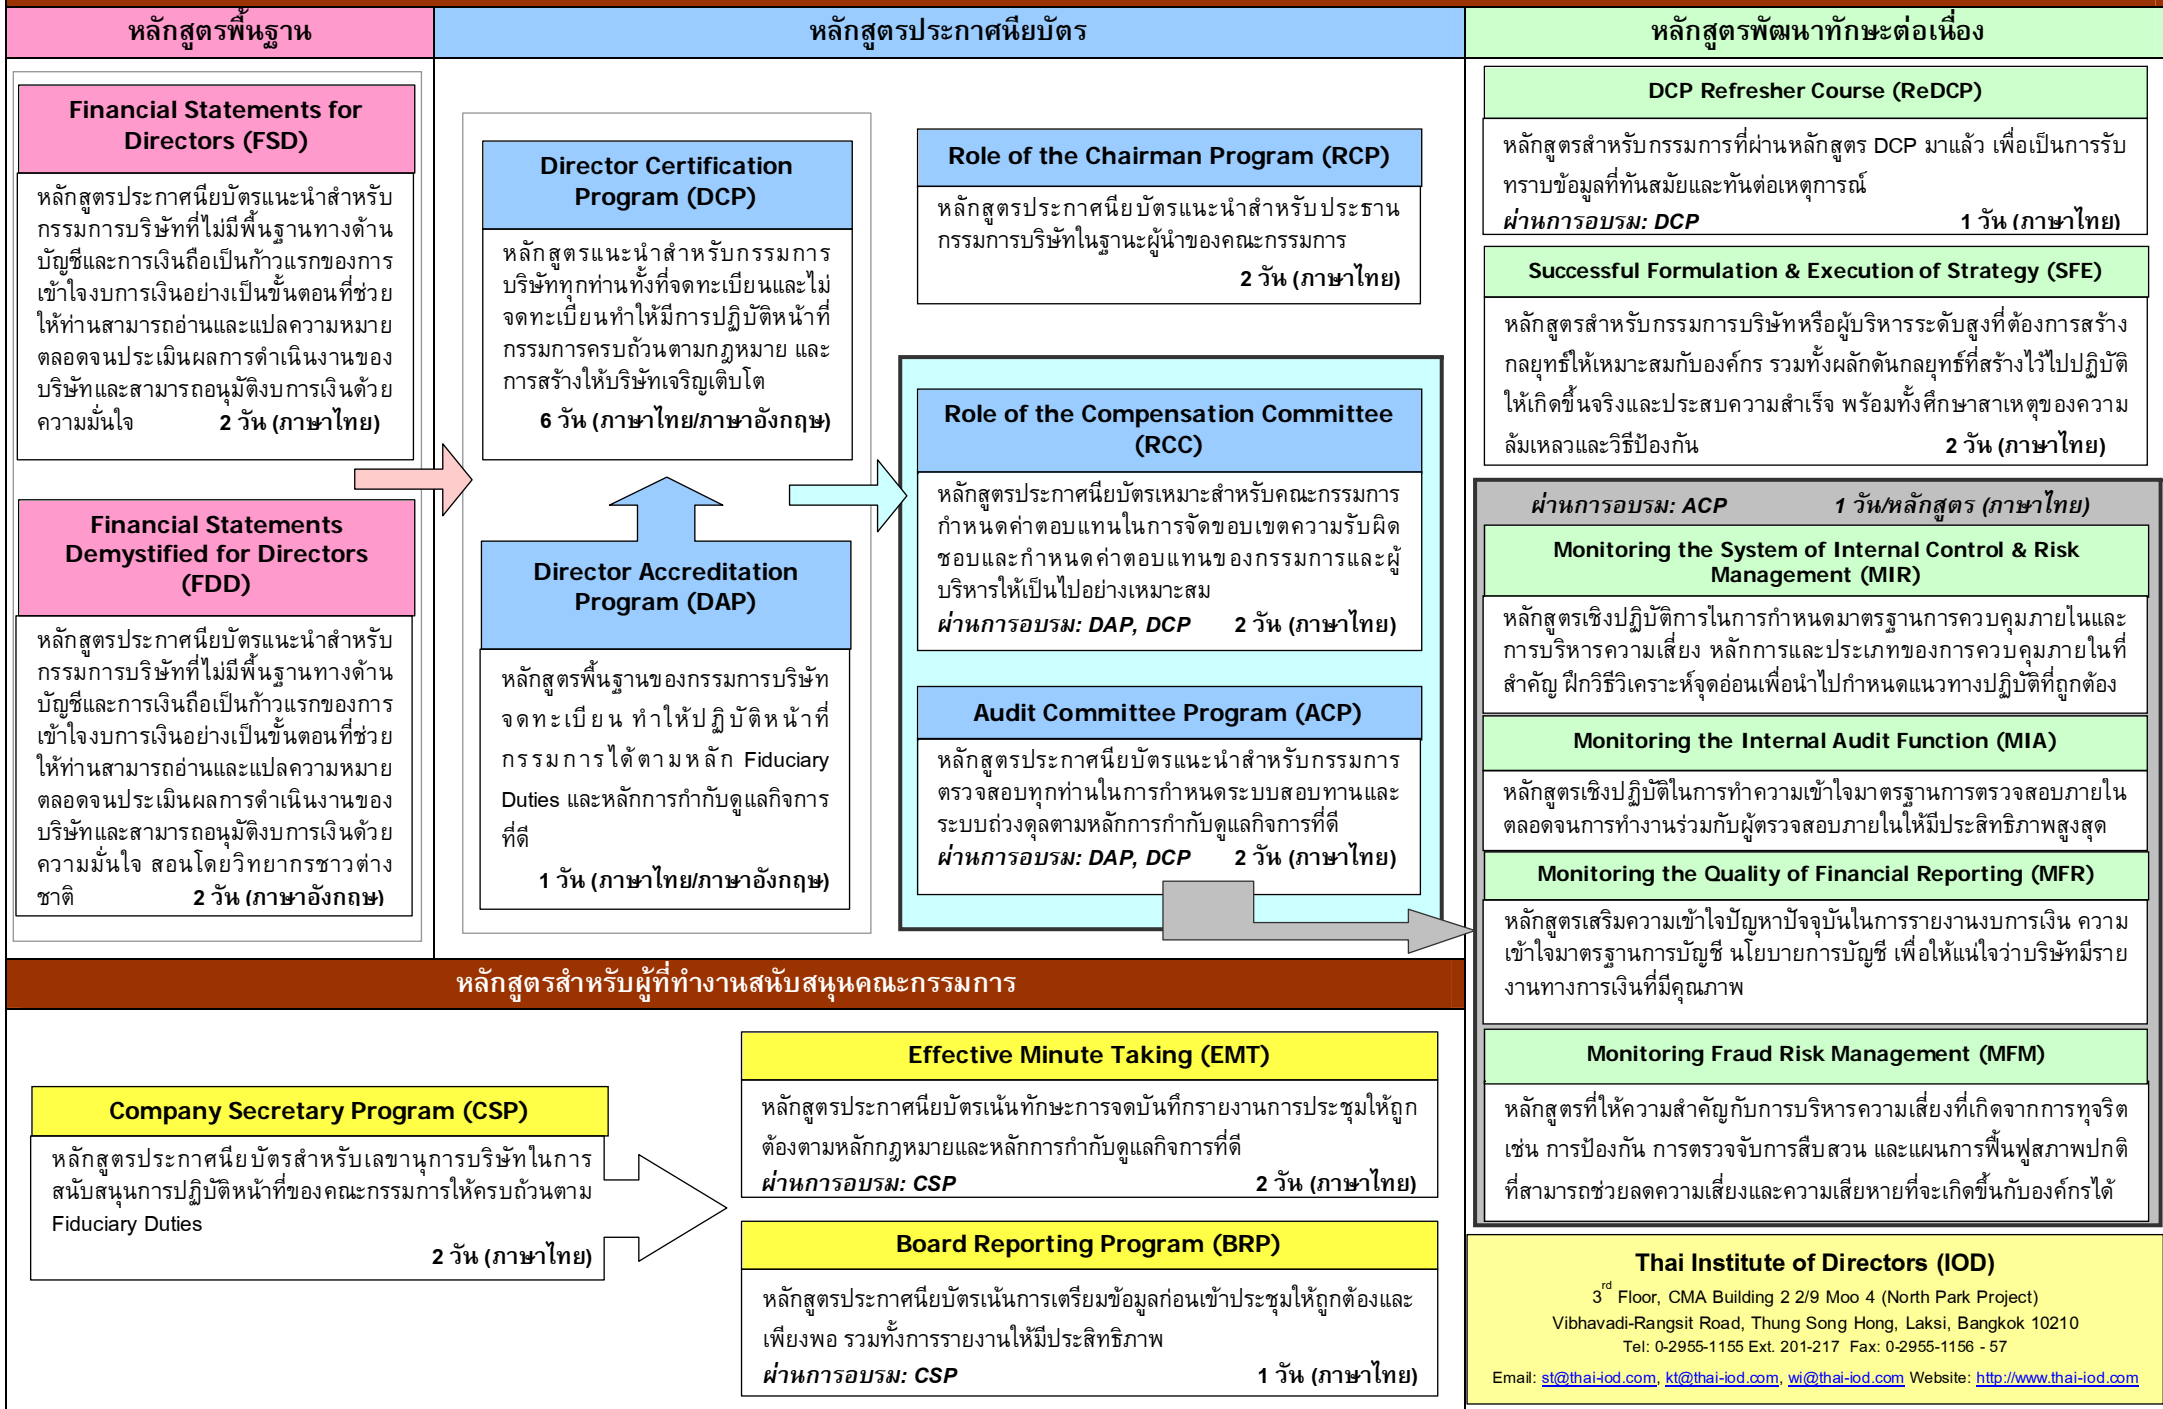 หลักสูตรพื้นฐาน
หลักสูตรประกาศนียบัตร
หลักสูตรพัฒนาทักษะต่อเนื่อง
Financial Statements for
Directors (FSD)
หลักสูตรประกาศนียบัตรแนะนำสำหรับ
กรรมการบริษัทที่ไม่มีพื้นฐานทางด้าน
บัญชีและการเงินถือเป็นก้าวแรกของการ
เข้าใจงบการเงินอย่างเป็นขั้นตอนที่ช่วย
ให้ท่านสามารถอ่านและแปลความหมาย
ตลอดจนประเมินผลการดำเนินงานของ
บริษัทและสามารถอนุมัติงบการเงินด้วย
ความมั่นใจ 2 วัน (ภาษาไทย)
Financial Statements
Demystified for Directors
(FDD)
หลักสูตรประกาศนียบัตรแนะนำสำหรับ
กรรมการบริษัทที่ไม่มีพื้นฐานทางด้าน
บัญชีและการเงินถือเป็นก้าวแรกของการ
เข้าใจงบการเงินอย่างเป็นขั้นตอนที่ช่วย
ให้ท่านสามารถอ่านและแปลความหมาย
ตลอดจนประเมินผลการดำเนินงานของ
บริษัทและสามารถอนุมัติงบการเงินด้วย
ความมั่นใจ สอนโดยวิทยากรชาวต่าง
ชาติ 2 วัน (ภาษาอังกฤษ)
Director Certification
Program (DCP)
หลักสูตรแนะนำสำหรับกรรมการ
บริษัททุกท่านทั้งที่จดทะเบียนและไม่
จดทะเบียนทำให้มีการปฏิบัติหน้าที่
กรรมการครบถ้วนตามกฎหมาย และ
การสร้างให้บริษัทเจริญเติบโต
6 วัน (ภาษาไทย/ภาษาอังกฤษ)
Director Accreditation
Program (DAP)
หลักสูตรพื้นฐานของกรรมการบริษัท
จดทะเบียน ทำให้ปฏิบัติหน้าที่
กรรมการได้ตามหลัก Fiduciary
Duties และหลักการกำกับดูแลกิจการ
ที่ดี
1 วัน (ภาษาไทย/ภาษาอังกฤษ)
Role of the Chairman Program (RCP)
หลักสูตรประกาศนียบัตรแนะนำสำหรับประธาน
กรรมการบริษัทในฐานะผู้นำของคณะกรรมการ
2 วัน (ภาษาไทย)
Role of the Compensation Committee
(RCC)
หลักสูตรประกาศนียบัตรเหมาะสำหรับคณะกรรมการ
กำหนดค่าตอบแทนในการจัดขอบเขตความรับผิด
ชอบและกำหนดค่าตอบแทนของกรรมการและผู้
บริหารให้เป็นไปอย่างเหมาะสม
ผ่านการอบรม: DAP, DCP 2 วัน (ภาษาไทย)
Audit Committee Program (ACP)
หลักสูตรประกาศนียบัตรแนะนำสำหรับกรรมการ
ตรวจสอบทุกท่านในการกำหนดระบบสอบทานและ
ระบบถ่วงดุลตามหลักการกำกับดูแลกิจการที่ดี
ผ่านการอบรม: DAP, DCP 2 วัน (ภาษาไทย)
DCP Refresher Course (ReDCP)
หลักสูตรสำหรับกรรมการที่ผ่านหลักสูตร DCP มาแล้ว เพื่อเป็นการรับ
ทราบข้อมูลที่ทันสมัยและทันต่อเหตุการณ์
ผ่านการอบรม: DCP 1 วัน (ภาษาไทย)
Successful Formulation & Execution of Strategy (SFE)
หลักสูตรสำหรับกรรมการบริษัทหรือผู้บริหารระดับสูงที่ต้องการสร้าง
กลยุทธ์ให้เหมาะสมกับองค์กร รวมทั้งผลักดันกลยุทธ์ที่สร้างไว้ไปปฏิบัติ
ให้เกิดขึ้นจริงและประสบความสำเร็จ พร้อมทั้งศึกษาสาเหตุของความ
ล้มเหลวและวิธีป้องกัน 2 วัน (ภาษาไทย)
ผ่านการอบรม: ACP 1 วัน/หลักสูตร (ภาษาไทย)
Monitoring the System of Internal Control & Risk
Management (MIR)
หลักสูตรเชิงปฏิบัติการในการกำหนดมาตรฐานการควบคุมภายในและ
การบริหารความเสี่ยง หลักการและประเภทของการควบคุมภายในที่
สำคัญ ฝึกวิธีวิเคราะห์จุดอ่อนเพื่อนำไปกำหนดแนวทางปฏิบัติที่ถูกต้อง
Monitoring the Internal Audit Function (MIA)
หลักสูตรเชิงปฏิบัติในการทำความเข้าใจมาตรฐานการตรวจสอบภายใน
ตลอดจนการทำงานร่วมกับผู้ตรวจสอบภายในให้มีประสิทธิภาพสูงสุด
Monitoring the Quality of Financial Reporting (MFR)
หลักสูตรเสริมความเข้าใจปัญหาปัจจุบันในการรายงานงบการเงิน ความ
เข้าใจมาตรฐานการบัญชี นโยบายการบัญชี เพื่อให้แน่ใจว่าบริษัทมีราย
งานทางการเงินที่มีคุณภาพ
Monitoring Fraud Risk Management (MFM)
หลักสูตรที่ให้ความสำคัญกับการบริหารความเสี่ยงที่เกิดจากการทุจริต
เช่น การป้องกัน การตรวจจับการสืบสวน และแผนการฟื้นฟูสภาพปกติ
ที่สามารถช่วยลดความเสี่ยงและความเสียหายที่จะเกิดขึ้นกับองค์กรได้
หลักสูตรสำหรับผู้ที่ทำงานสนับสนุนคณะกรรมการ
Company Secretary Program (CSP)
หลักสูตรประกาศนียบัตรสำหรับเลขานุการบริษัทในการ
สนับสนุนการปฏิบัติหน้าที่ของคณะกรรมการให้ครบถ้วนตาม
Fiduciary Duties
2 วัน (ภาษาไทย)
Effective Minute Taking (EMT)
หลักสูตรประกาศนียบัตรเน้นทักษะการจดบันทึกรายงานการประชุมให้ถูก
ต้องตามหลักกฎหมายและหลักการกำกับดูแลกิจการที่ดี
ผ่านการอบรม: CSP 2 วัน (ภาษาไทย)
Board Reporting Program (BRP)
หลักสูตรประกาศนียบัตรเน้นการเตรียมข้อมูลก่อนเข้าประชุมให้ถูกต้องและ
เพียงพอ รวมทั้งการรายงานให้มีประสิทธิภาพ
ผ่านการอบรม: CSP 1 วัน (ภาษาไทย)
Thai Institute of Directors (IOD)
3rd Floor, CMA Building 2 2/9 Moo 4 (North Park Project)
Vibhavadi-Rangsit Road, Thung Song Hong, Laksi, Bangkok 10210
Tel: 0-2955-1155 Ext. 201-217 Fax: 0-2955-1156 - 57
Email: st@thai-iod.com, kt@thai-iod.com, wi@thai-iod.com Website: http://www.thai-iod.com